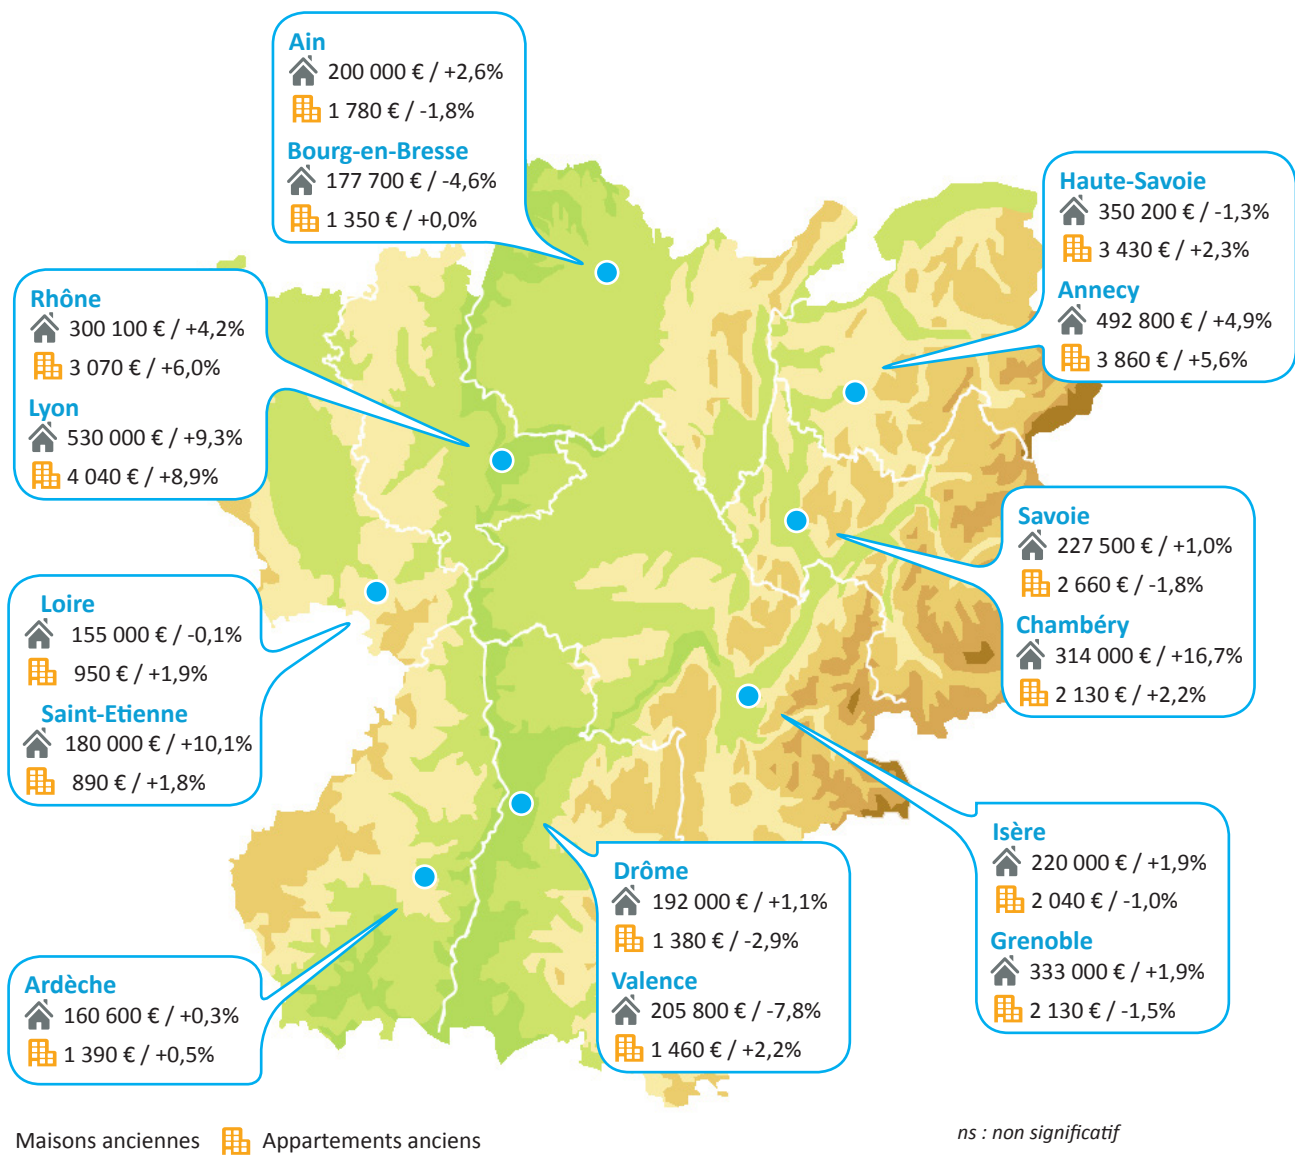 Ain
200 000 € / +2,6%
1 780 € / -1,8%
Bourg-en-Bresse
177 700 € / -4,6%
1 350 € / +0,0%
Haute-Savoie
350 200 € / -1,3%
3 430 € / +2,3%
Annecy
492 800 € / +4,9%
3 860 € / +5,6%
Rhône
300 100 € / +4,2%
3 070 € / +6,0%
Lyon
530 000 € / +9,3%
4 040 € / +8,9%
Savoie
227 500 € / +1,0%
2 660 € / -1,8%
Chambéry
314 000 € / +16,7%
2 130 € / +2,2%
Loire
155 000 € / -0,1%
950 € / +1,9%
Saint-Etienne
180 000 € / +10,1%
890 € / +1,8%
Isère
220 000 € / +1,9%
2 040 € / -1,0%
Grenoble
333 000 € / +1,9%
2 130 € / -1,5%
Drôme
192 000 € / +1,1%
1 380 € / -2,9%
Valence
205 800 € / -7,8%
1 460 € / +2,2%
Ardèche
160 600 € / +0,3%
1 390 € / +0,5%
Maisons anciennes Appartements anciens
ns : non significatif